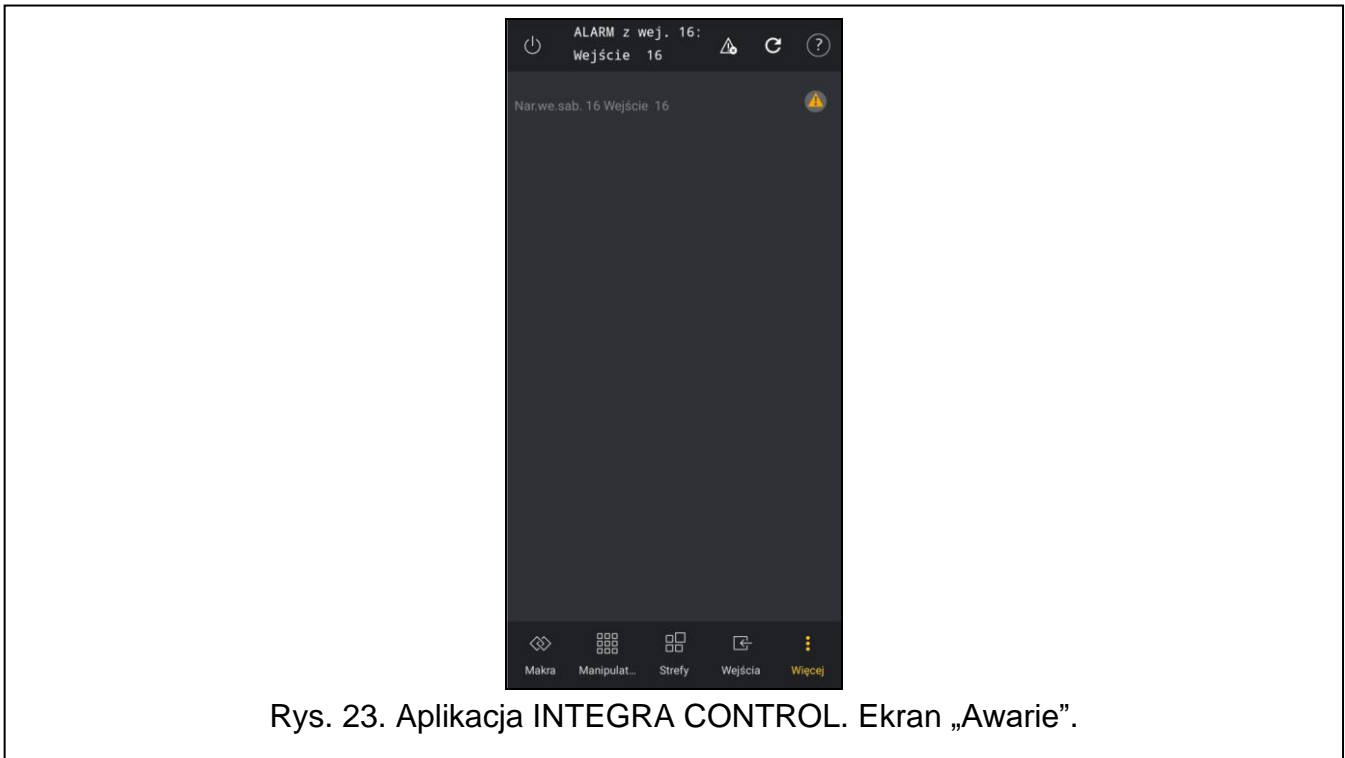 ALARM z wej. 16:
Wejście 16
?
Nar.we.sab. 16 Wejście 16
Makra Manipulat... Strefy Wejścia Więcej
Rys. 23. Aplikacja INTEGRA CONTROL. Ekran „Awarie”.